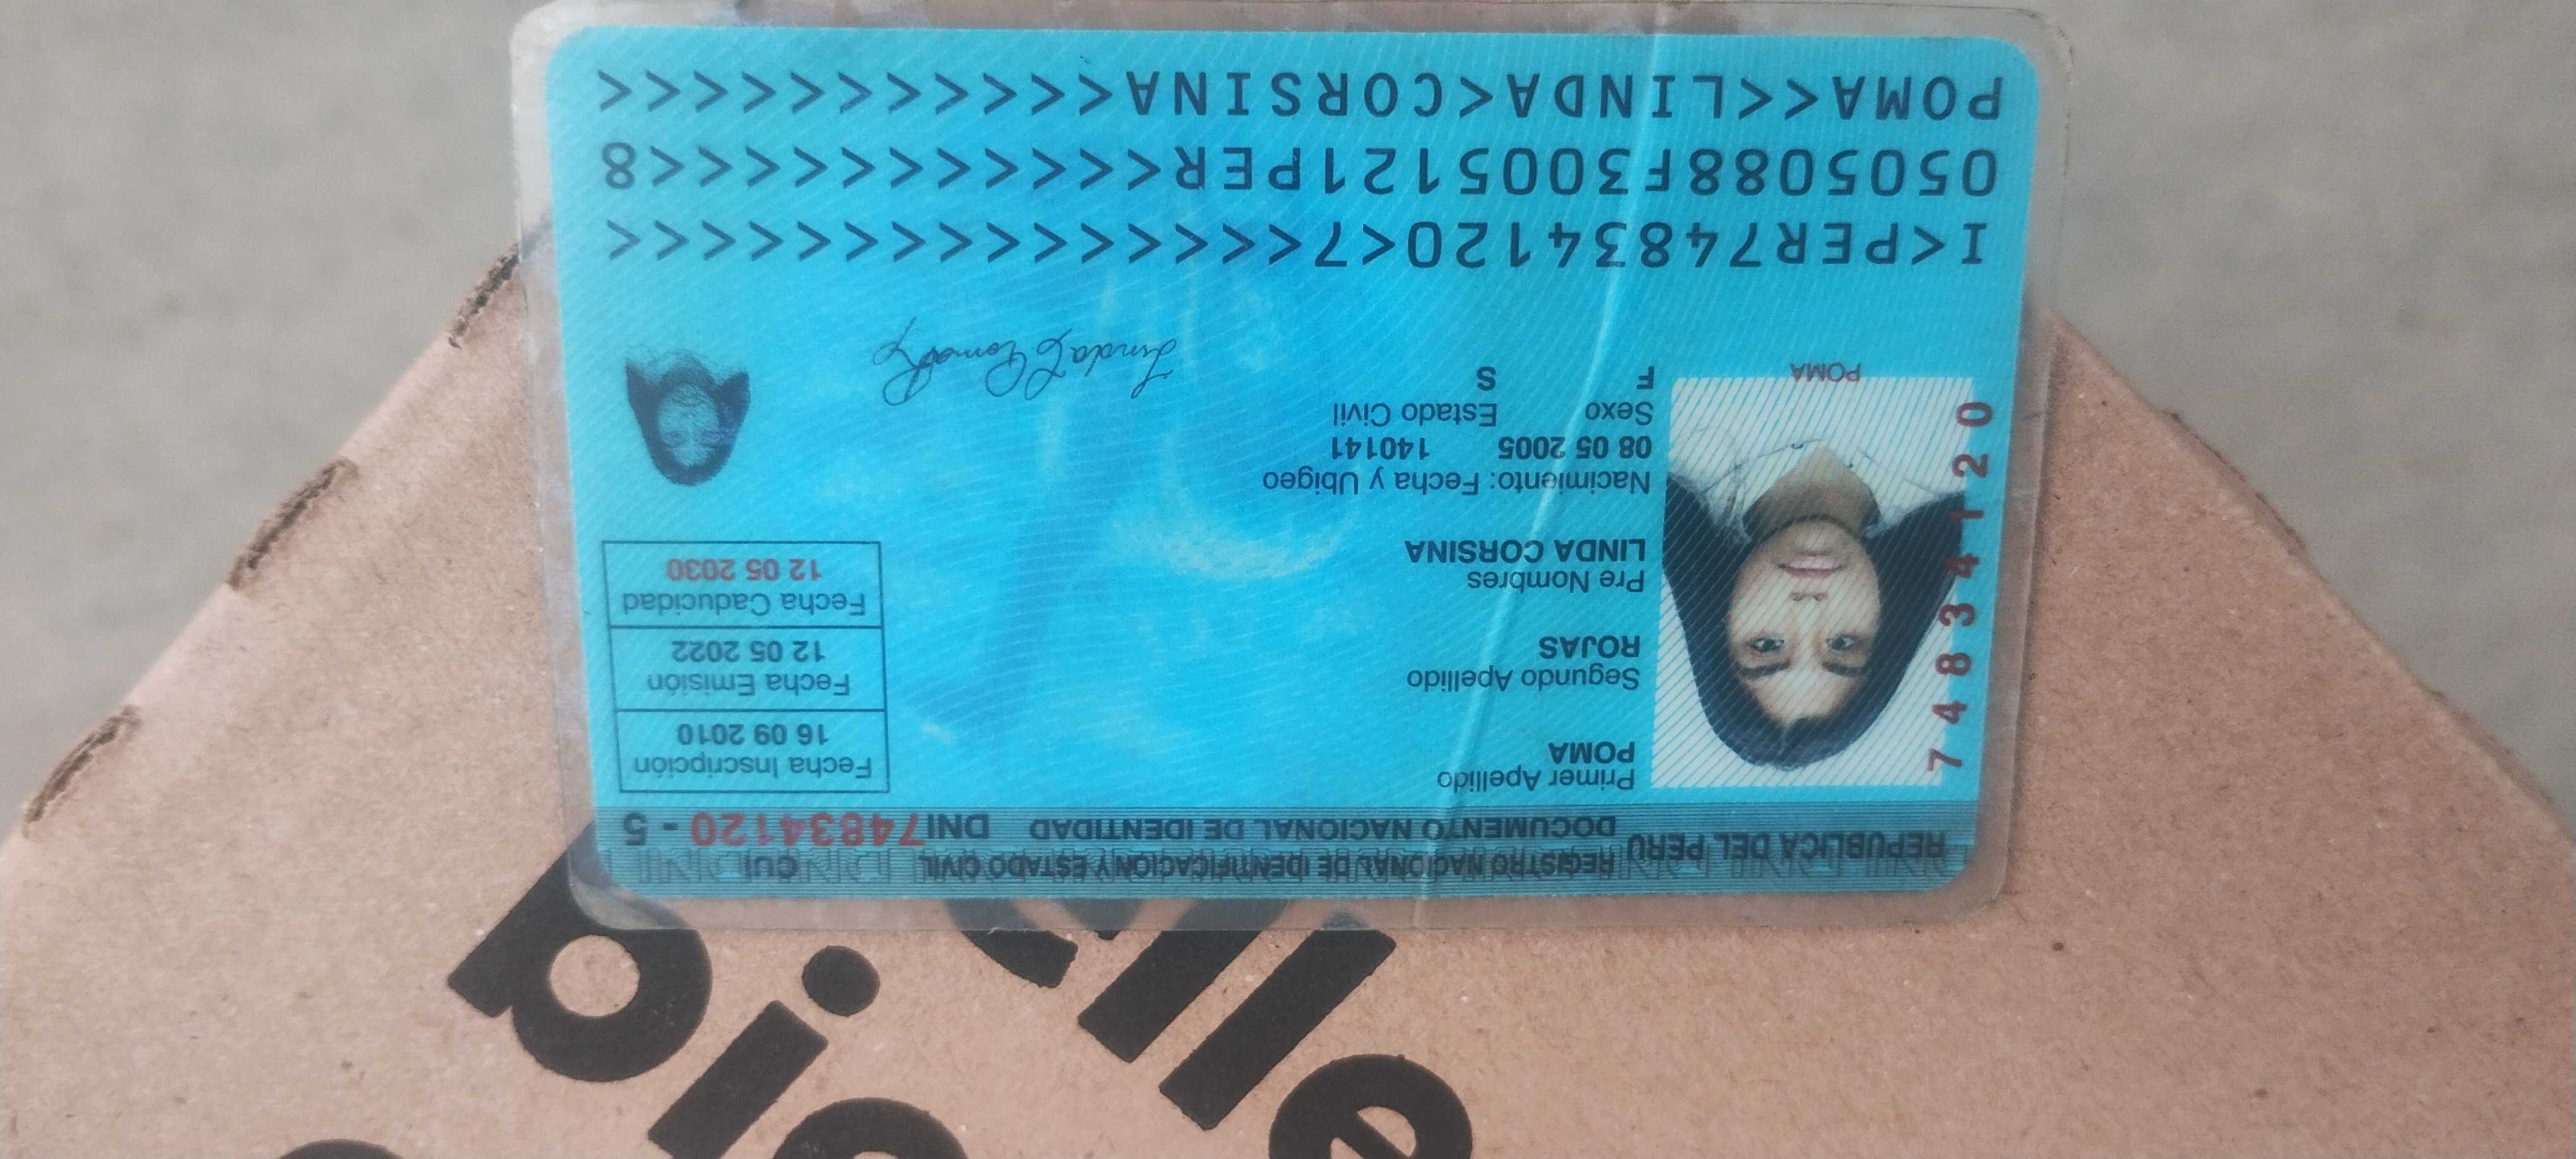 REPUBLICA DEL PERU
REGISTRO NACIONAL DE IDENTIFICACION Y ESTADO CIVIL
DOCUMENTO NACIONAL DE IDENTIDAD
CUI
DNI 74834120 - 5
Primer Apellido
POMA
Segundo Apellido
ROJAS
Pre Nombres
LINDA CORSINA
Nacimiento: Fecha y Ubigeo
08 05 2005 140141
Sexo Estado Civil
F S
Fecha Inscripción
16 09 2010
Fecha Emisión
12 05 2022
Fecha Caducidad
12 05 2030
74834120
POMA
I<PER74834120<7<<<<<<<<<<<<<<<
0505088F3005121PER<<<<<<<<<<<8
POMA<<LINDA<CORSINA<<<<<<<<<<<